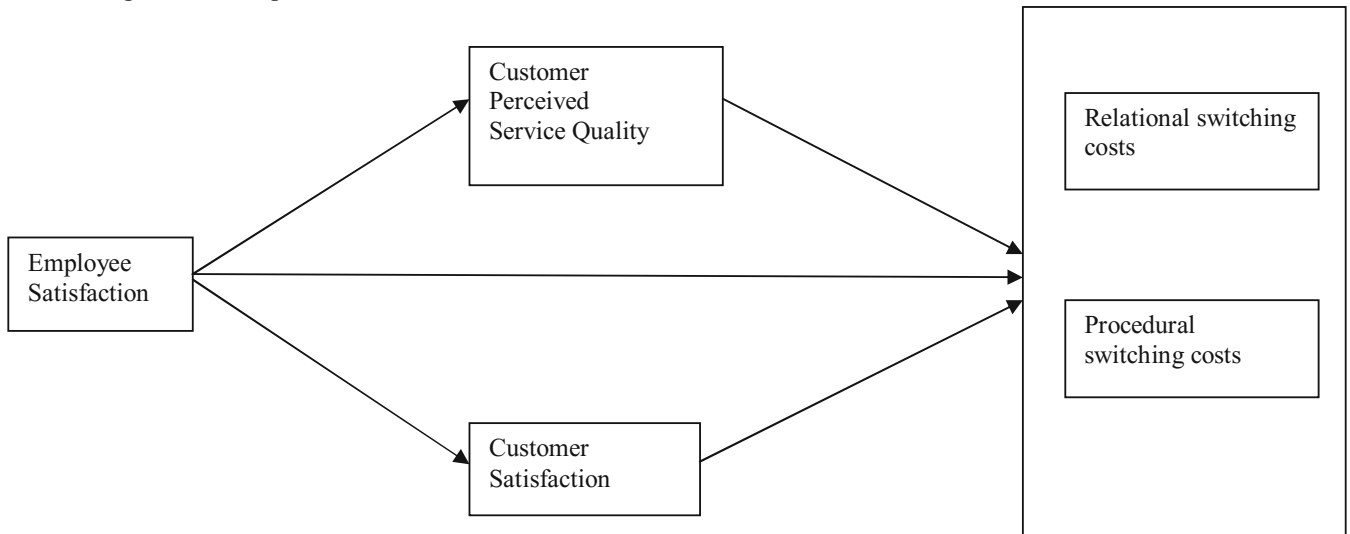 Customer
Perceived
Service Quality
Relational switching
costs
Employee
Satisfaction
Procedural
switching costs
Customer
Satisfaction